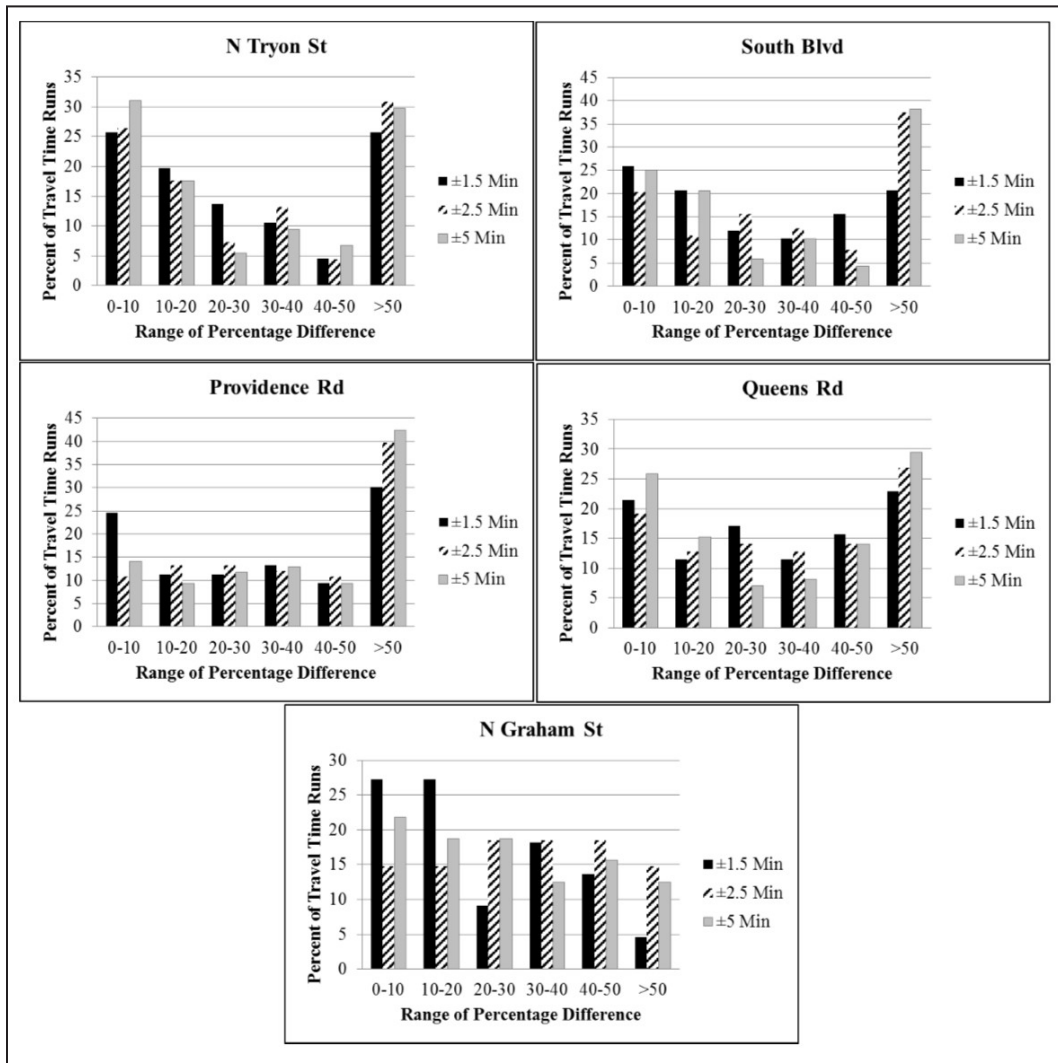 N Tryon St
Percent of Travel Time Runs
35
30
25
20
15
10
5
0
0-10 10-20 20-30 30-40 40-50 >50
Range of Percentage Difference
±1.5 Min
±2.5 Min
±5 Min
South Blvd
Percent of Travel Time Runs
45
40
35
30
25
20
15
10
5
0
0-10 10-20 20-30 30-40 40-50 >50
Range of Percentage Difference
±1.5 Min
±2.5 Min
±5 Min
Providence Rd
Percent of Travel Time Runs
45
40
35
30
25
20
15
10
5
0
0-10 10-20 20-30 30-40 40-50 >50
Range of Percentage Difference
±1.5 Min
±2.5 Min
±5 Min
Queens Rd
Percent of Travel Time Runs
35
30
25
20
15
10
5
0
0-10 10-20 20-30 30-40 40-50 >50
Range of Percentage Difference
±1.5 Min
±2.5 Min
±5 Min
N Graham St
Percent of Travel Time Runs
30
25
20
15
10
5
0
0-10 10-20 20-30 30-40 40-50 >50
Range of Percentage Difference
±1.5 Min
±2.5 Min
±5 Min